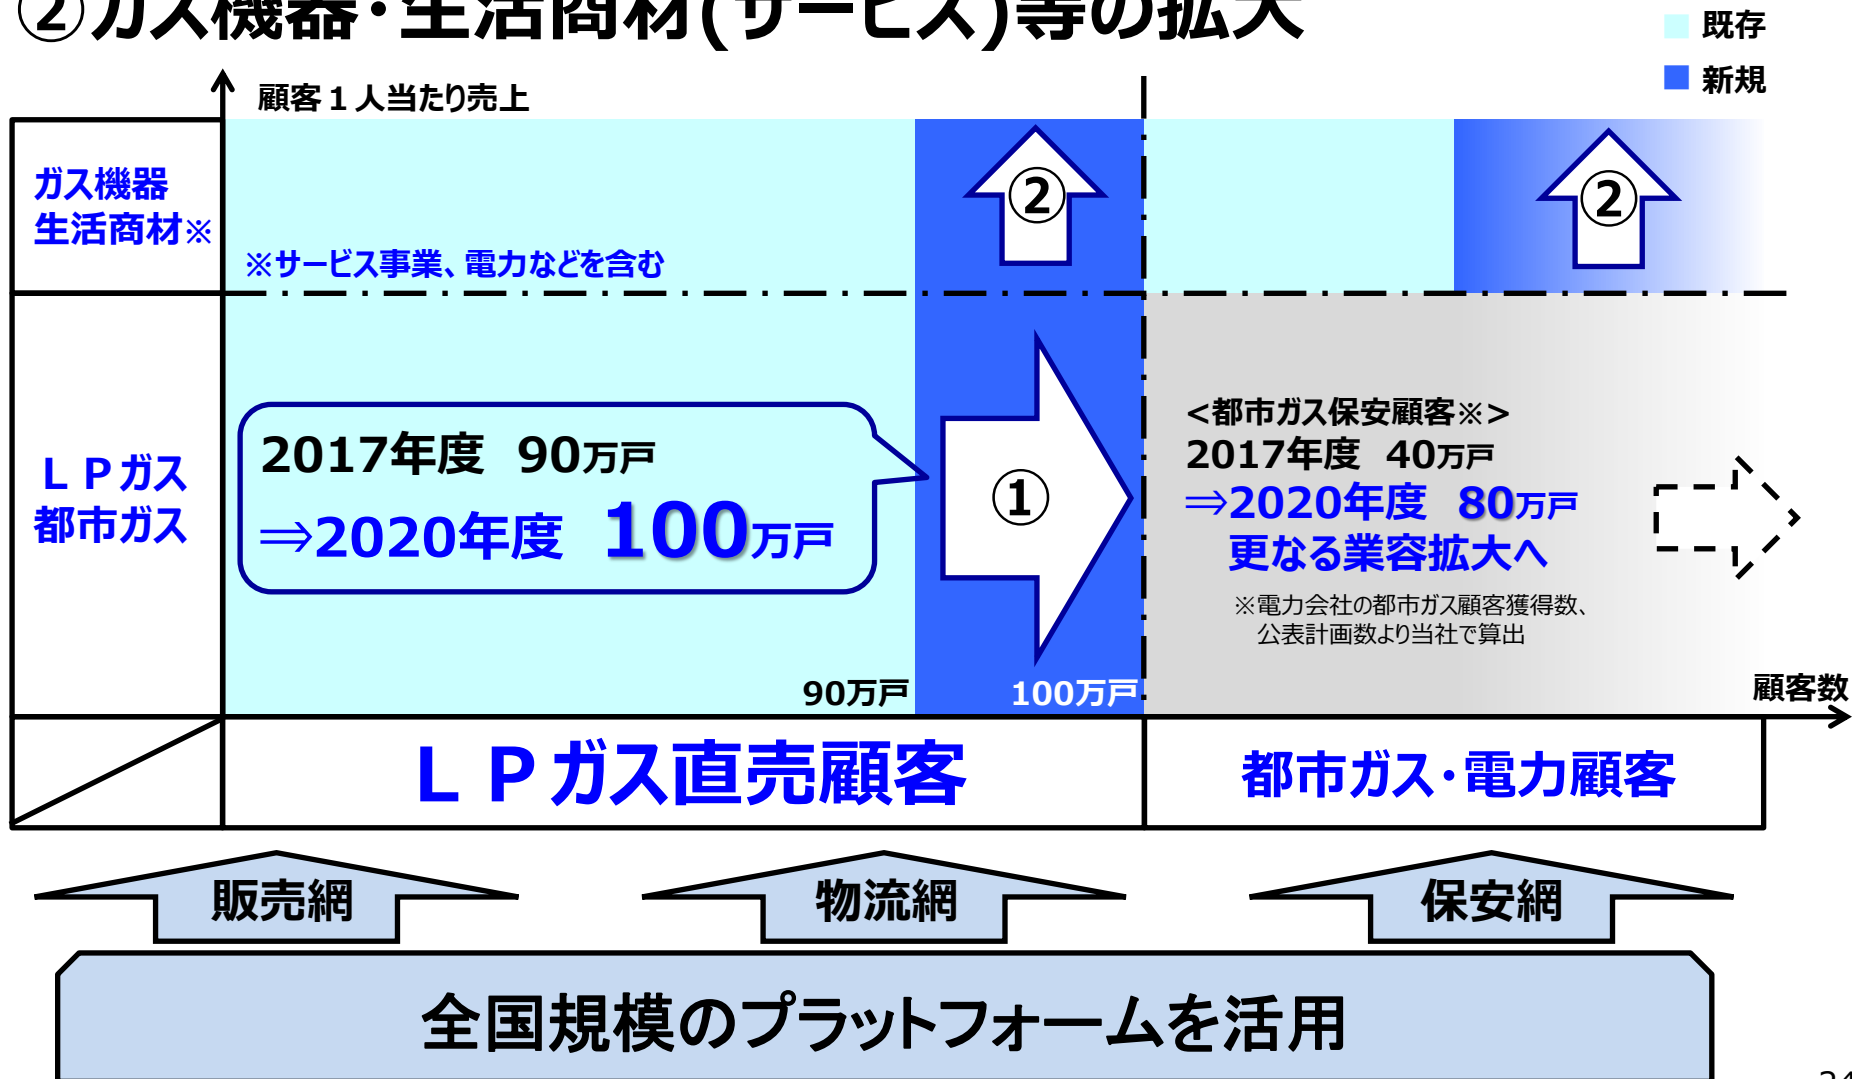 ②ガス機器･生活商材(サービス)等の拡大
既存
新規
顧客１人当たり売上
ガス機器
生活商材※
②
②
※サービス事業、電力などを含む
ＬＰガス
都市ガス
2017年度 90万戸
⇒2020年度 100万戸
①
<都市ガス保安顧客※>
2017年度 40万戸
⇒2020年度 80万戸
更なる業容拡大へ
※電力会社の都市ガス顧客獲得数、
公表計画数より当社で算出
90万戸
100万戸
顧客数
ＬＰガス直売顧客
都市ガス･電力顧客
販売網
物流網
保安網
全国規模のプラットフォームを活用